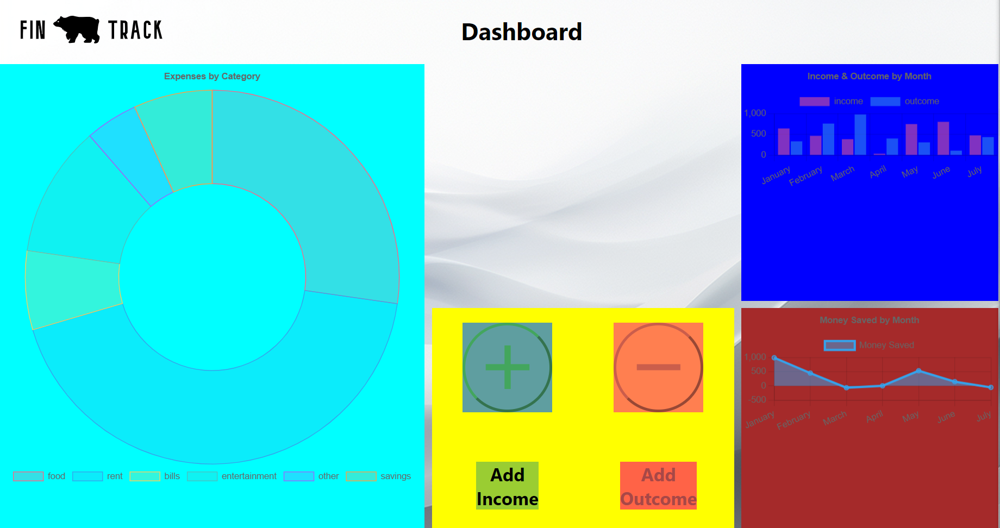 FIN TRACK
Dashboard
Expenses by Category
food rent bills entertainment other savings
Income & Outcome by Month
income outcome
1,000
500
0
January February March April May June July
Add
Income
Add
Outcome
Money Saved by Month
Money Saved
1,000
500
0
-500
January February March April May June July